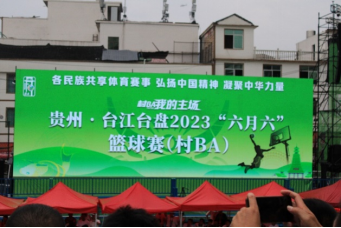 各民族共享体育赛事 弘扬中国精神 凝聚中华力量
我的主场
贵州·台江台盘2023“六月六”
篮球赛(村BA)